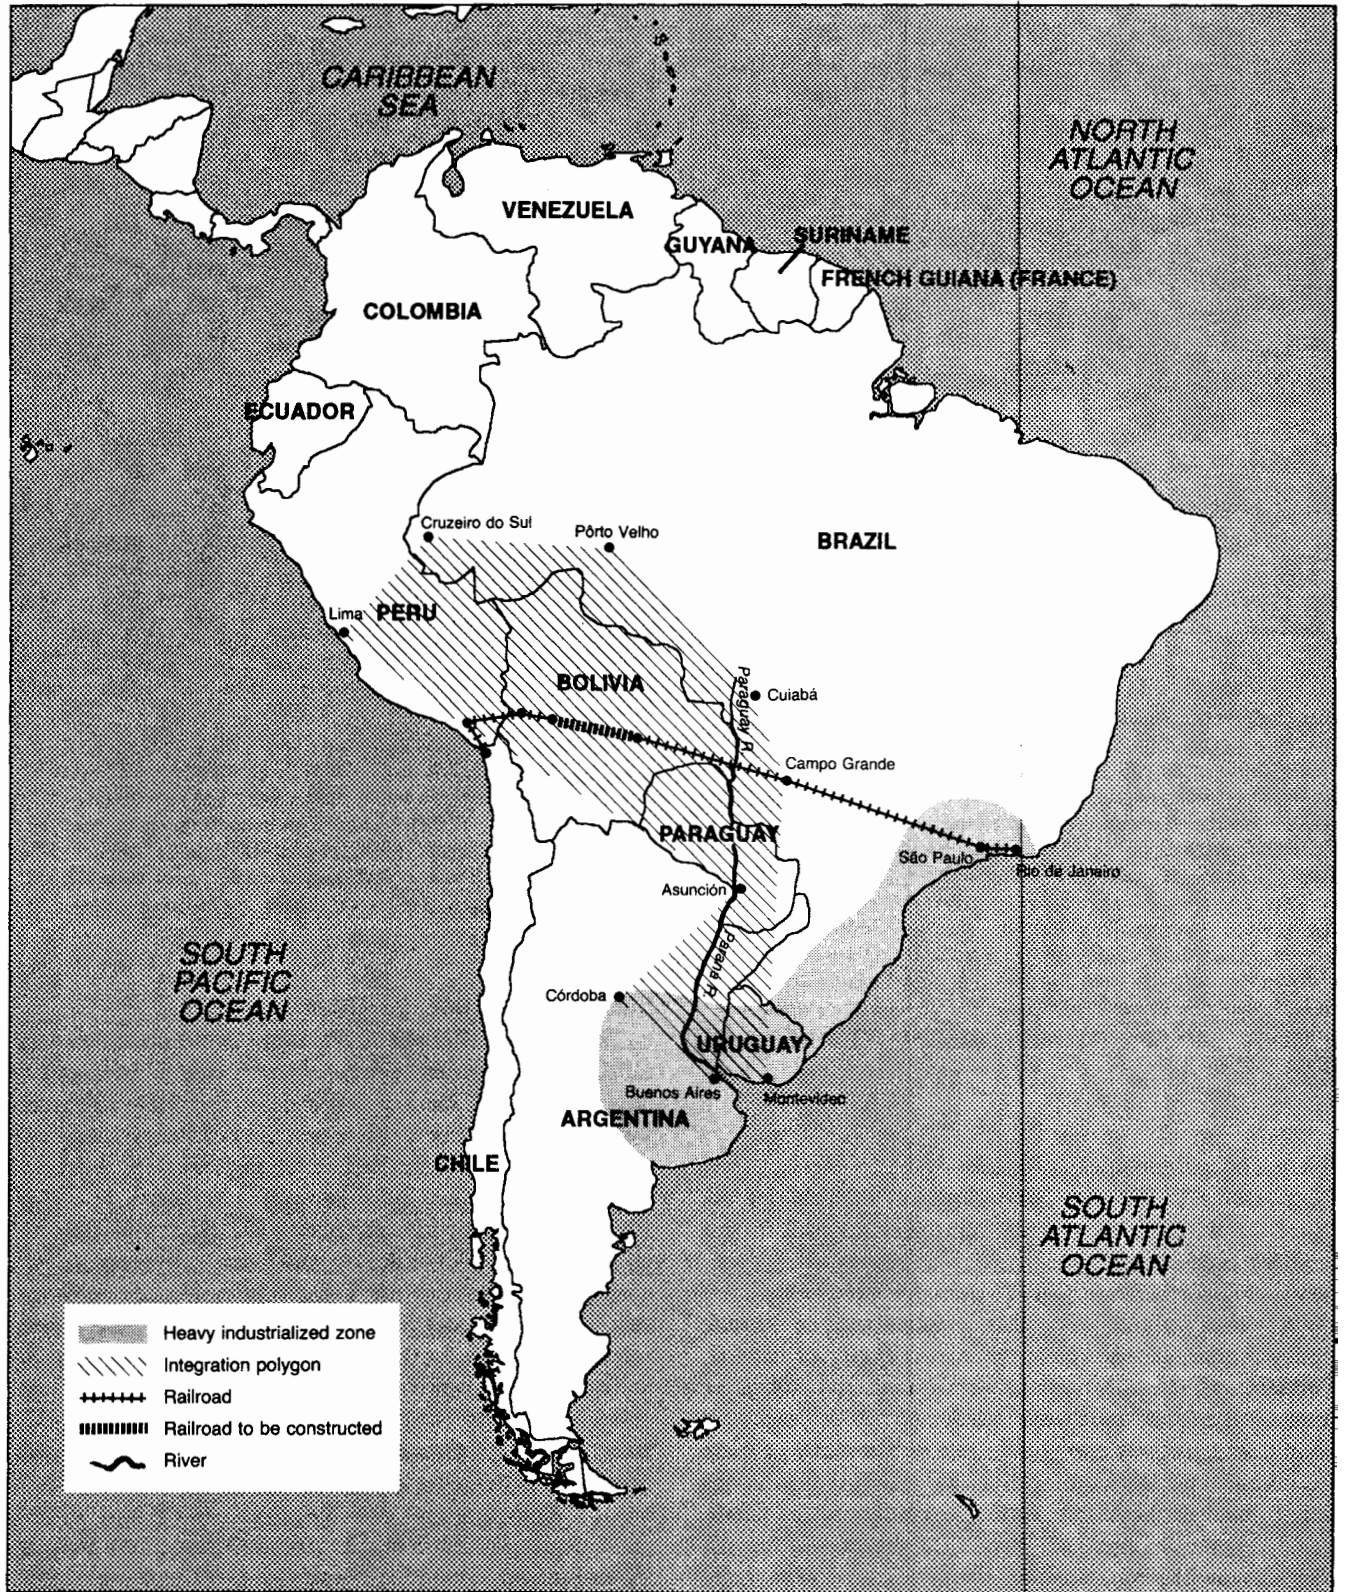 CARIBBEAN
SEA
NORTH
ATLANTIC
OCEAN
VENEZUELA
GUYANA
SURINAME
FRENCH GUIANA (FRANCE)
COLOMBIA
ECUADOR
Cruzeiro do Sul
Pôrto Velho
BRAZIL
Lima
PERU
BOLIVIA
Paraguay R.
Cuiabá
Campo Grande
PARAGUAY
São Paulo
Rio de Janeiro
Asunción
Parana R.
SOUTH
PACIFIC
OCEAN
Córdoba
URUGUAY
Buenos Aires
Montevideo
ARGENTINA
CHILE
SOUTH
ATLANTIC
OCEAN
Heavy industrialized zone
Integration polygon
Railroad
Railroad to be constructed
River